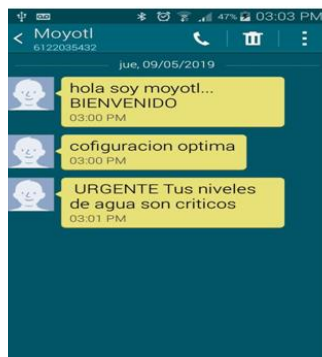 47% 03:03 PM
Moyotl
6122035432
jue, 09/05/2019
hola soy moyotl...
BIENVENIDO
03:00 PM
cofiguracion optima
03:00 PM
URGENTE Tus niveles
de agua son criticos
03:01 PM